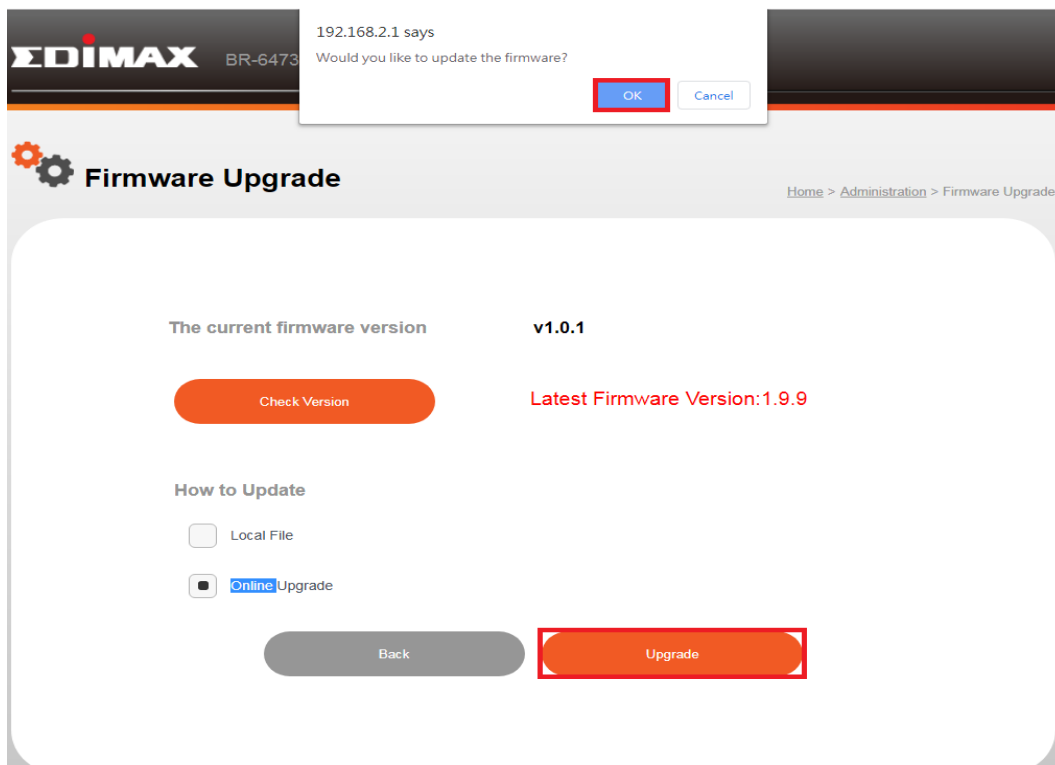 192.168.2.1 says
Would you like to update the firmware?
OK Cancel
EDIMAX BR-6473
Firmware Upgrade
Home > Administration > Firmware Upgrade
The current firmware version v1.0.1
Check Version Latest Firmware Version:1.9.9
How to Update
Local File
Online Upgrade
Back Upgrade